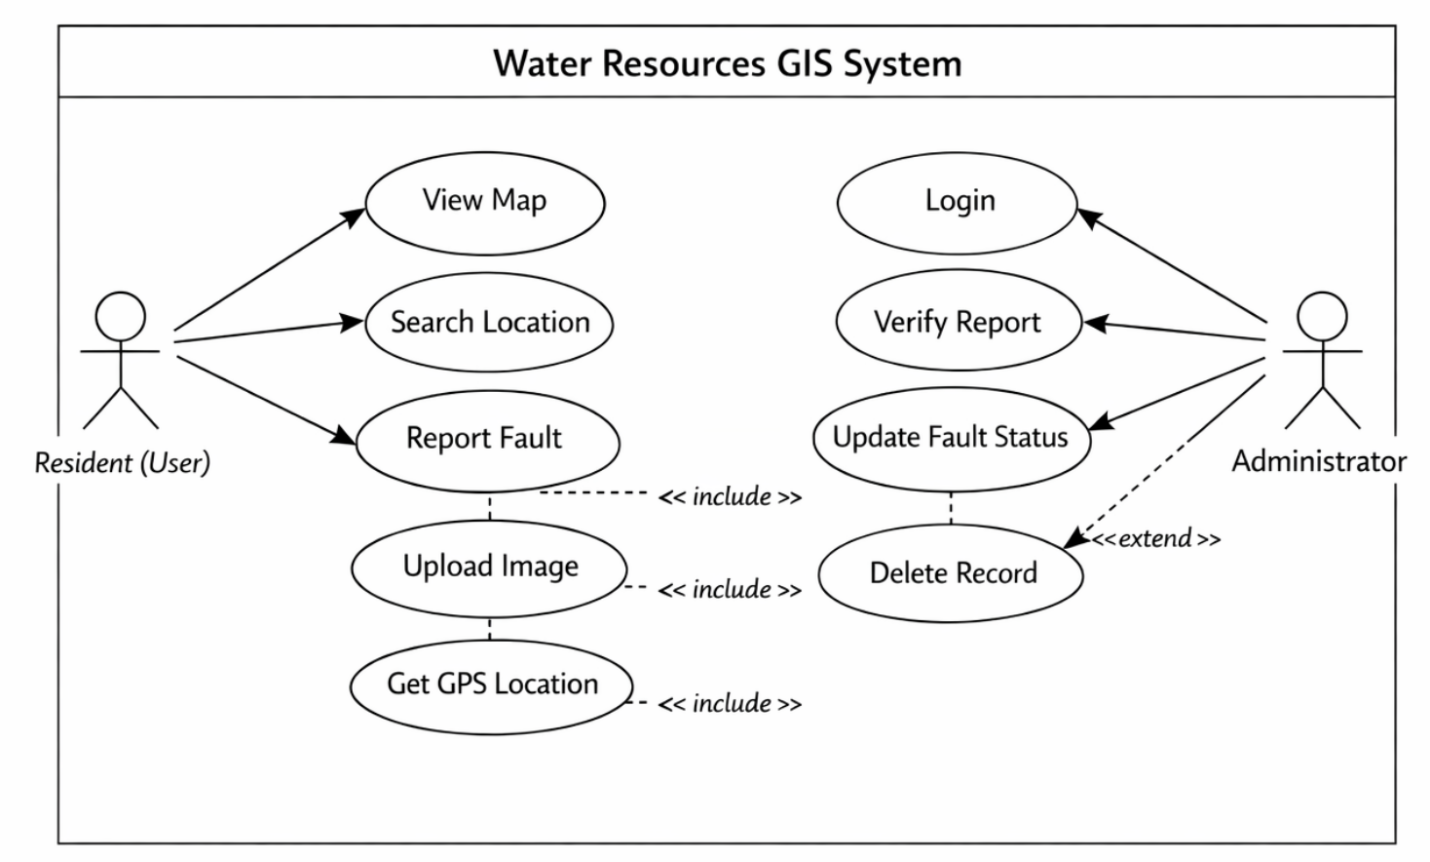 Water Resources GIS System
View Map
Login
Search Location
Verify Report
Report Fault
Update Fault Status
Resident (User)
Administrator
<< include >>
<<extend>>
Upload Image
Delete Record
<< include >>
Get GPS Location
<< include >>